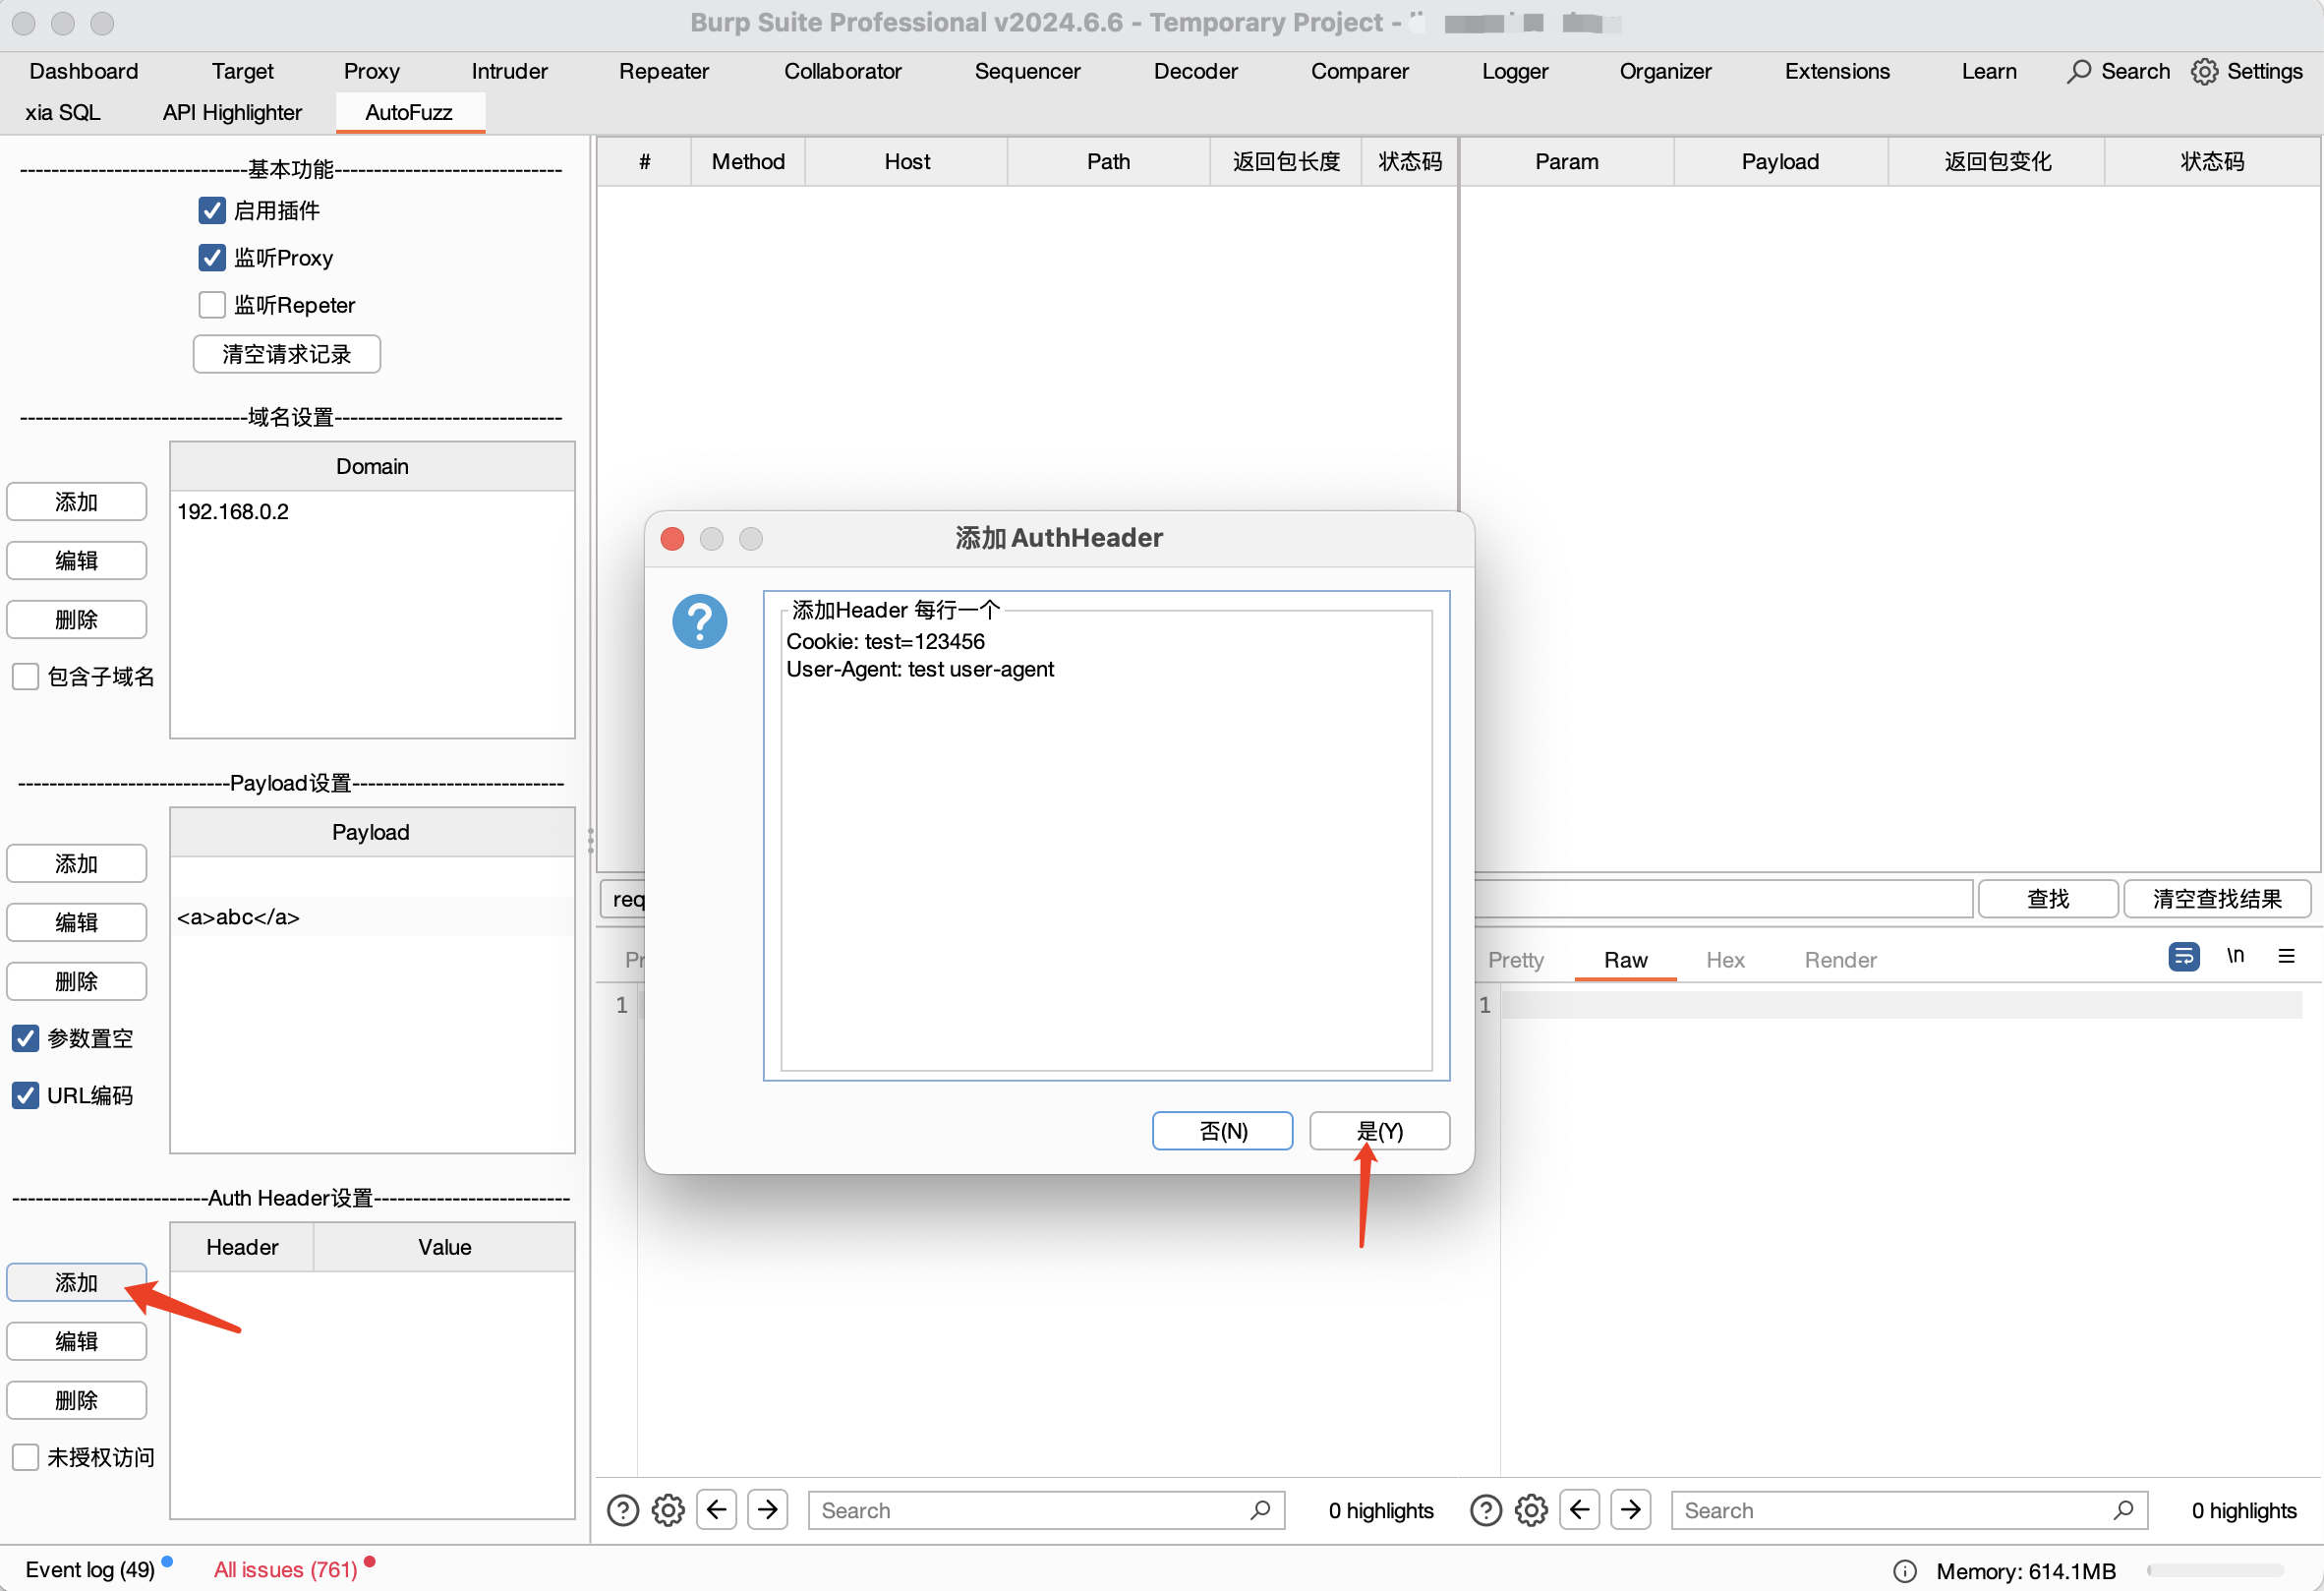 Burp Suite Professional v2024.6.6 - Temporary Project -
Dashboard Target Proxy Intruder Repeater Collaborator Sequencer Decoder Comparer Logger Organizer Extensions Learn Search Settings
xia SQL API Highlighter AutoFuzz
-----------------------------基本功能-----------------------------
启用插件
监听Proxy
监听Repeter
清空请求记录
-----------------------------域名设置-----------------------------
Domain
192.168.0.2
添加
编辑
删除
包含子域名
---------------------------Payload设置---------------------------
Payload
<a>abc</a>
添加
编辑
删除
参数置空
URL编码
-------------------------Auth Header设置-------------------------
Header Value
添加
编辑
删除
未授权访问
# Method Host Path 返回包长度 状态码
Param Payload 返回包变化 状态码
添加AuthHeader
?
添加Header 每行一个
Cookie: test=123456
User-Agent: test user-agent
否(N) 是(Y)
查找 清空查找结果
Pretty Raw Hex Render \n
1
1
Search 0 highlights
Search 0 highlights
Event log (49) All issues (761) Memory: 614.1MB